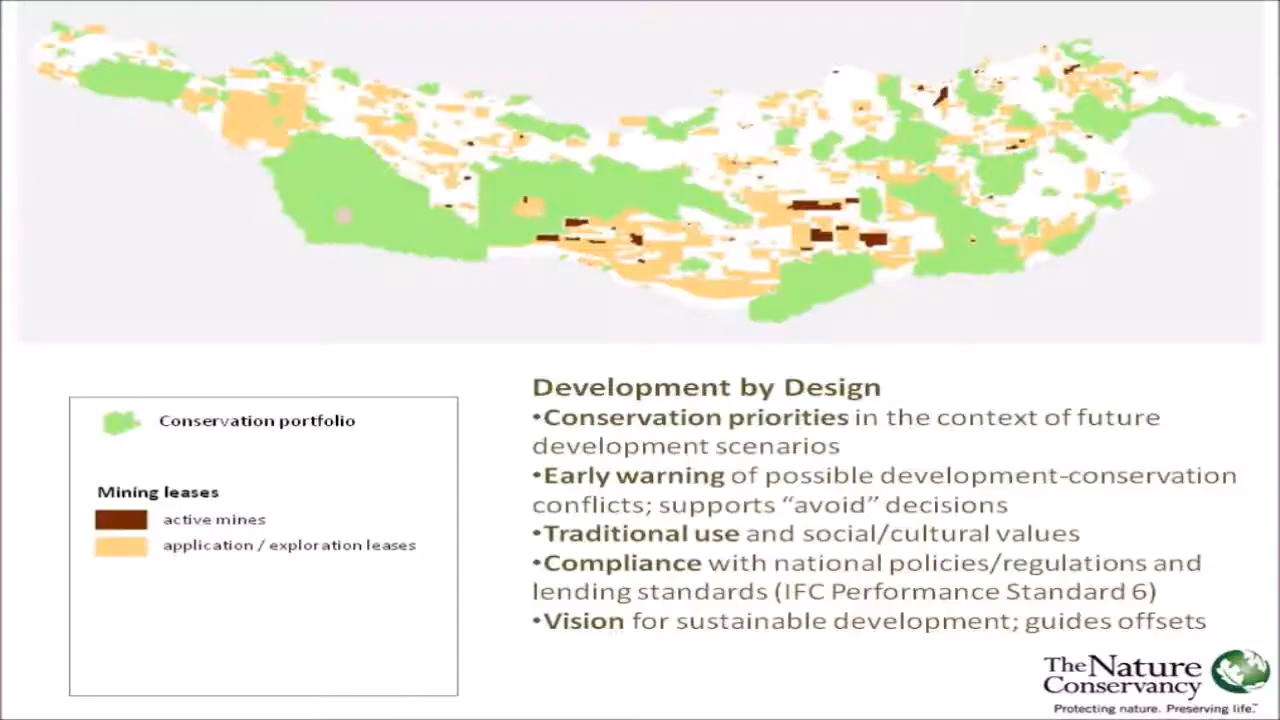 Conservation portfolio
Mining leases
active mines
application / exploration leases
Development by Design
•Conservation priorities in the context of future
development scenarios
•Early warning of possible development-conservation
conflicts; supports “avoid” decisions
•Traditional use and social/cultural values
•Compliance with national policies/regulations and
lending standards (IFC Performance Standard 6)
•Vision for sustainable development; guides offsets
The Nature
Conservancy
Protecting nature. Preserving life.™